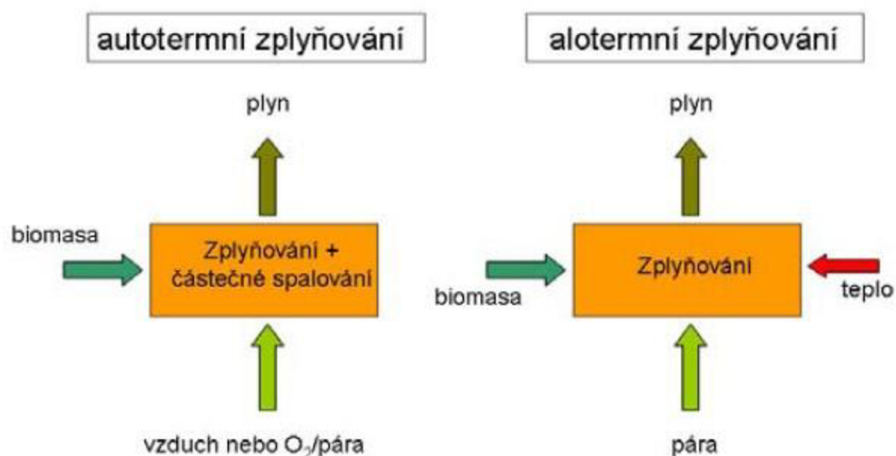 autotermní zplyňování
plyn
biomasa
Zplyňování +
částečné spalování
vzduch nebo O₂/pára
alotermní zplyňování
plyn
biomasa
Zplyňování
teplo
pára